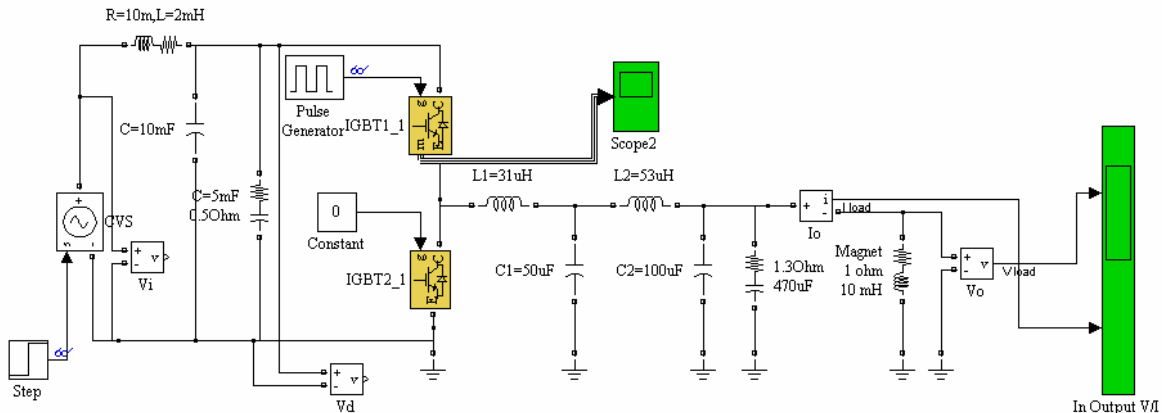 R=10m,L=2mH
Pulse
Generator
g
C
m
E
IGBT1_1
Scope2
C=10mF
C=5mF
0.5Ohm
L1=31uH
L2=53uH
0
Constant
+
s
-
CVS
+
-
v
Vi
g
C
m
E
IGBT2_1
C1=50uF
C2=100uF
1.3Ohm
470uF
+
i
-
Io
Iload
Magnet
1 ohm
10 mH
+
-
v
Vload
Vo
Step
+
-
v
Vd
In Output V/I